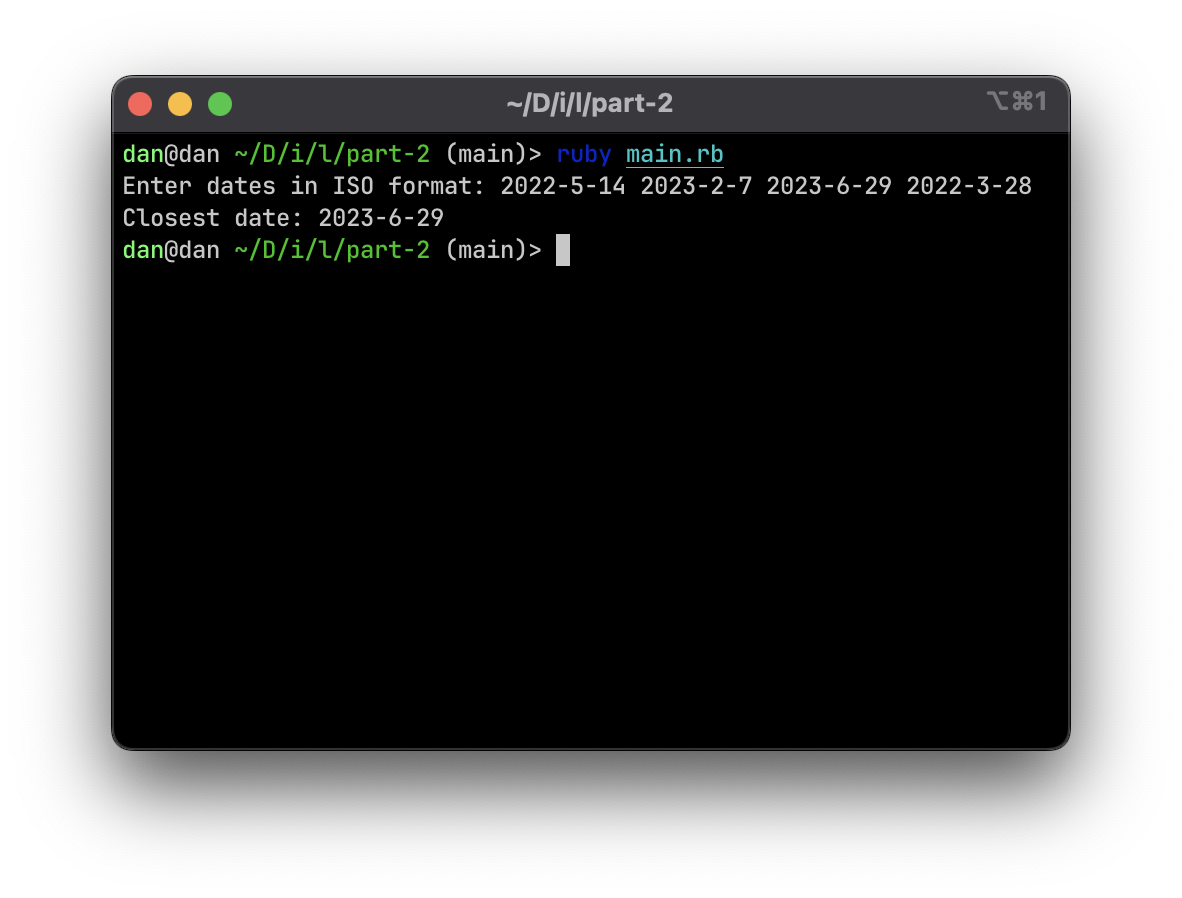 ~/D/i/l/part-2 ⌥⌘1
dan@dan ~/D/i/l/part-2 (main)> ruby main.rb
Enter dates in ISO format: 2022-5-14 2023-2-7 2023-6-29 2022-3-28
Closest date: 2023-6-29
dan@dan ~/D/i/l/part-2 (main)>